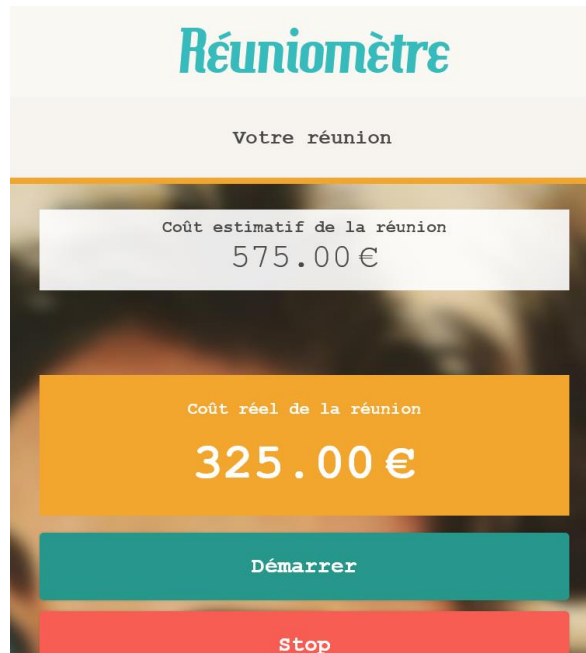 Réuniomètre
Votre réunion
Coût estimatif de la réunion
575.00€
Coût réel de la réunion
325.00€
Démarrer
Stop